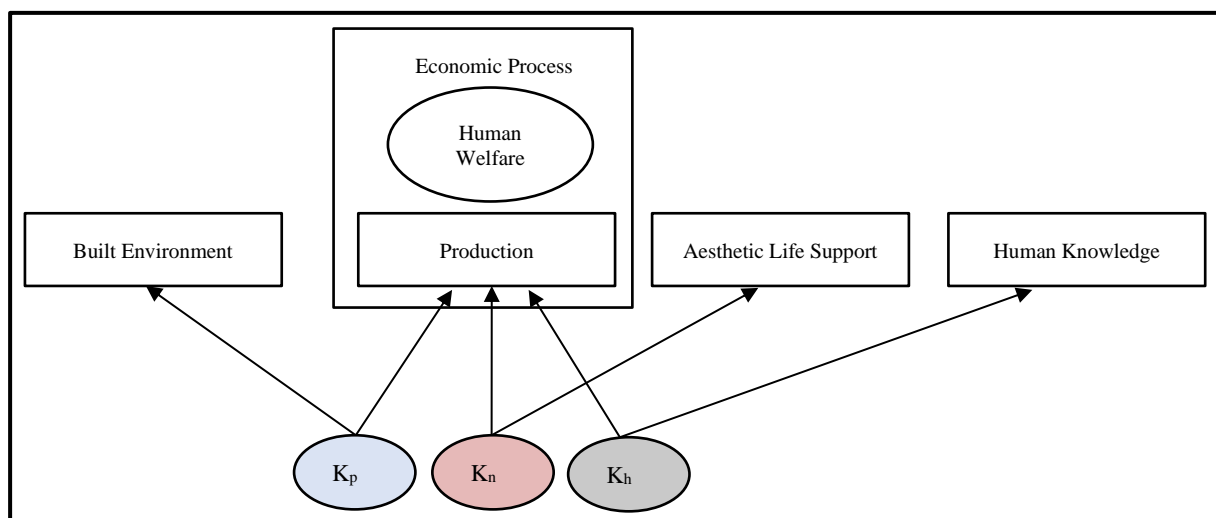 Economic Process
Human
Welfare
Built Environment
Production
Aesthetic Life Support
Human Knowledge
Kp
Kn
Kh